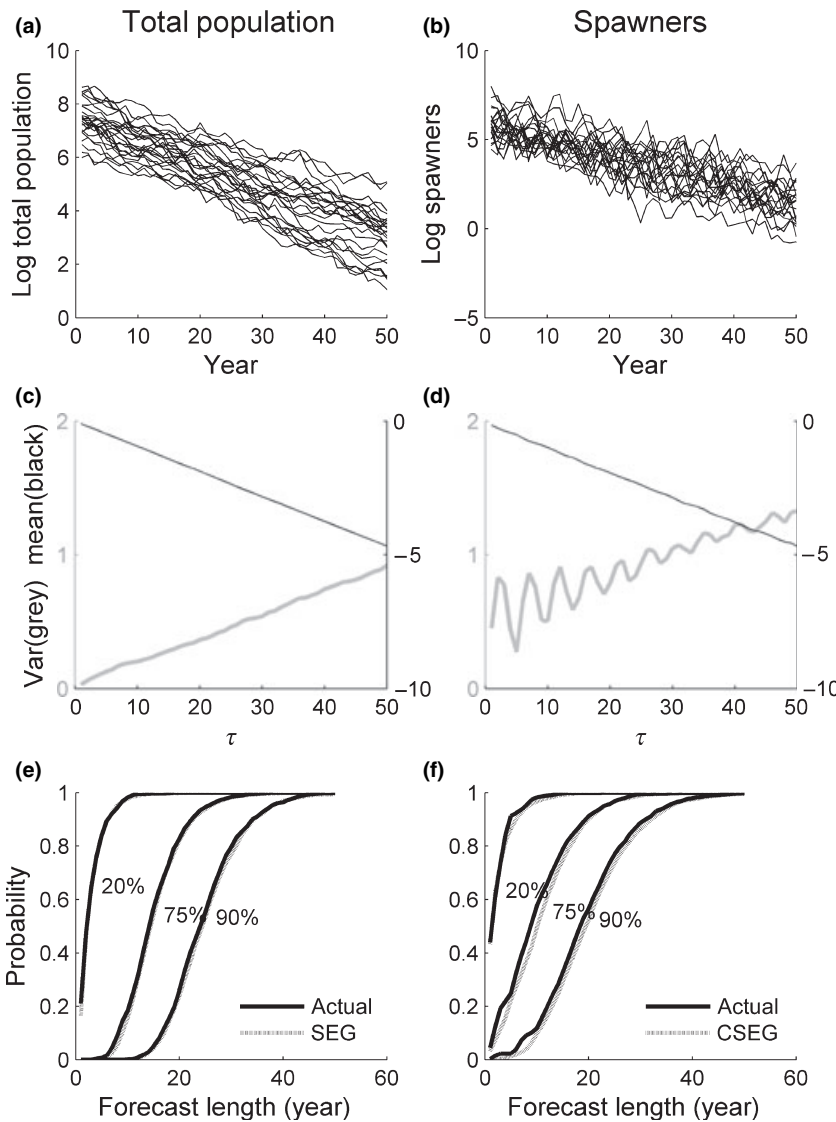 (a) Total population
(b) Spawners
10
8
6
4
2
0
Log total population
0 10 20 30 40 50
Year
10
5
0
−5
Log spawners
0 10 20 30 40 50
Year
(c)
2
1
0
Var(grey) mean(black)
0
−5
−10
0 10 20 30 40 50
τ
(d)
2
1
0
0
−5
−10
0 10 20 30 40 50
τ
(e)
1
0.8
0.6
0.4
0.2
0
Probability
20%
75% 90%
Actual
SEG
0 20 40 60
Forecast length (year)
(f)
1
0.8
0.6
0.4
0.2
0
20%
75% 90%
Actual
CSEG
0 20 40 60
Forecast length (year)